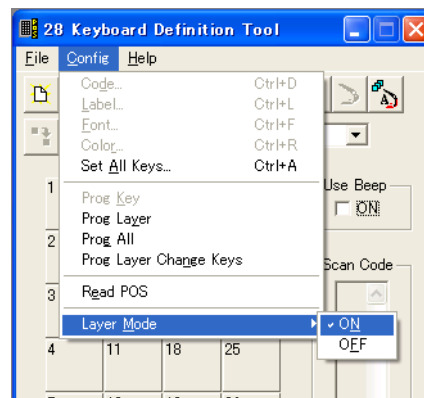 28 Keyboard Definition Tool
File Config Help
Code... Ctrl+D
Label... Ctrl+L
Font... Ctrl+F
Color... Ctrl+R
Set All Keys... Ctrl+A
1 Use Beep
Prog Key
ON
Prog Layer
2 Prog All
Prog Layer Change Keys
Scan Code
3 Read POS
Layer Mode ON
OFF
4 11 18 25